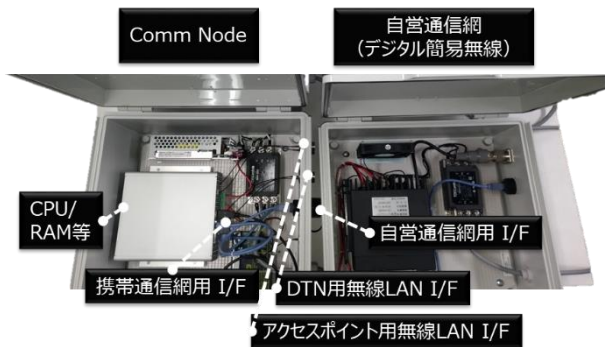 Comm Node
自営通信網
（デジタル簡易無線）
CPU/
RAM等
自営通信網用 I/F
携帯通信網用 I/F
DTN用無線LAN I/F
アクセスポイント用無線LAN I/F